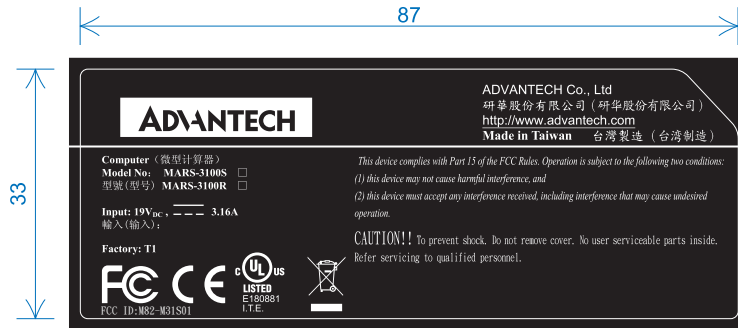 87
33
ADVANTECH
ADVANTECH Co., Ltd
研華股份有限公司（研华股份有限公司）
http://www.advantech.com
Made in Taiwan 台灣製造（台湾制造）
Computer（微型计算器）
Model No: MARS-3100S
型號(型号) MARS-3100R
Input: 19VDC , 3.16A
輸入(输入)：
Factory: T1
This device complies with Part 15 of the FCC Rules. Operation is subject to the following two conditions:
(1) this device may not cause harmful interference, and
(2) this device must accept any interference received, including interference that may cause undesired
operation.
CAUTION!! To prevent shock. Do not remove cover. No user serviceable parts inside.
Refer servicing to qualified personnel.
FC CE
C UL US
LISTED
E180881
I.T.E.
FCC ID:M82-M31S01